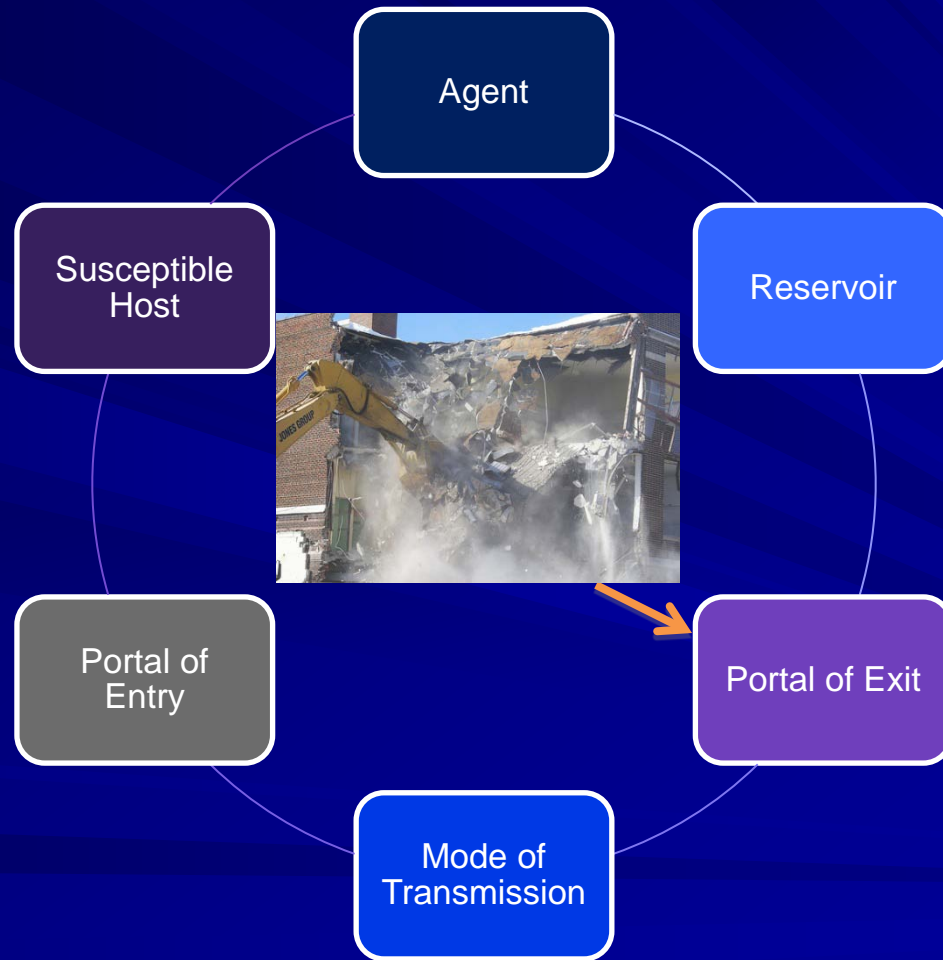 Agent
Susceptible
Host
Reservoir
JONES GROUP
Portal of
Entry
Portal of Exit
Mode of
Transmission